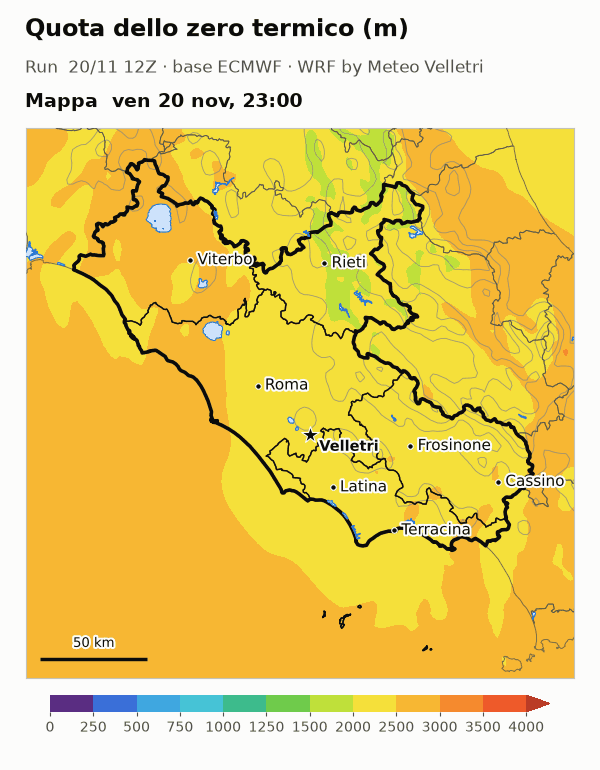 Quota dello zero termico (m)
Run  20/11 12Z · base ECMWF · WRF by Meteo Velletri
Mappa  ven 20 nov, 23:00
Viterbo
Rieti
Roma
Velletri
Frosinone
Cassino
Latina
Terracina
50 km
0 250 500 750 1000 1250 1500 2000 2500 3000 3500 4000